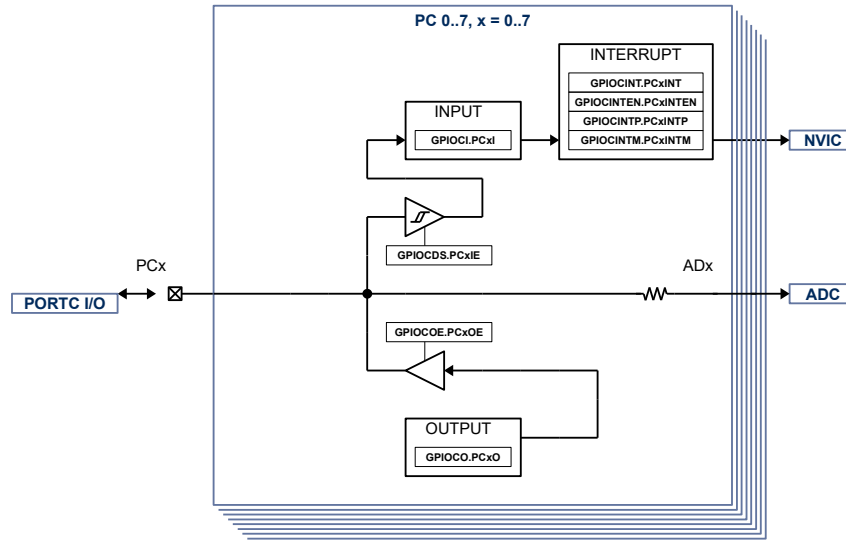 PC 0..7, x = 0..7
INTERRUPT
GPIOCINT.PCxINT
GPIOCINTEN.PCxINTEN
GPIOCINTP.PCxINTP
GPIOCINTM.PCxINTM
INPUT
GPIOCI.PCxI
NVIC
GPIOCDS.PCxIE
PCx
ADx
PORTC I/O
ADC
GPIOCOE.PCxOE
OUTPUT
GPIOCO.PCxO